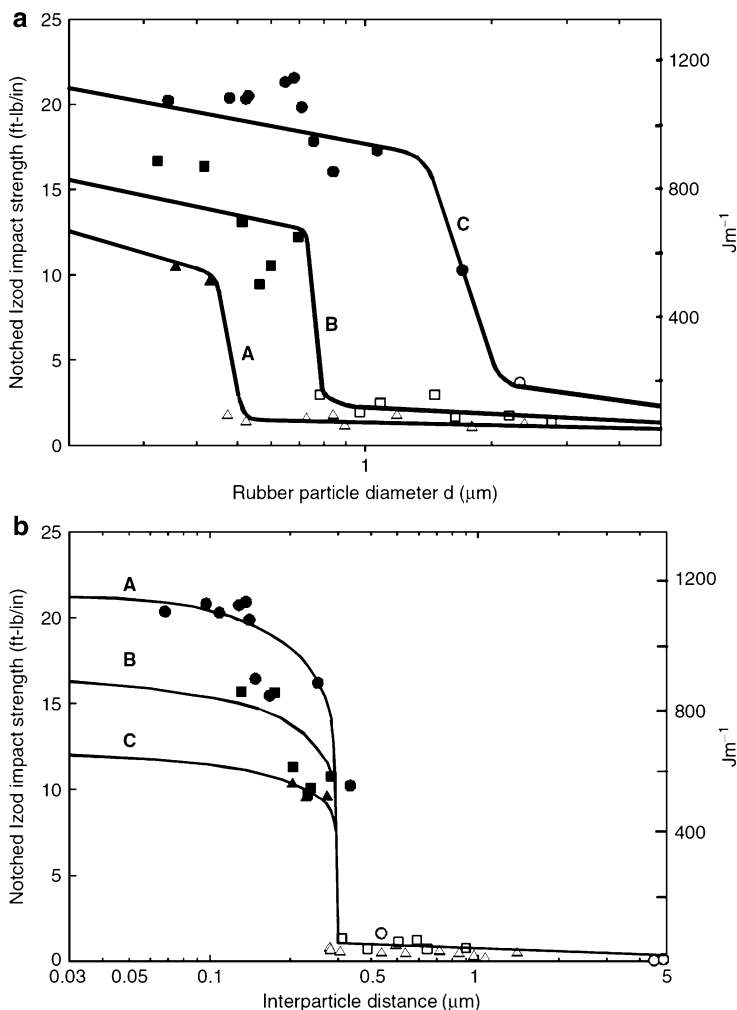 a
25
20
15
10
5
0
Notched Izod impact strength (ft-lb/in)
1200
800
400
Jm⁻¹
A
B
C
1
Rubber particle diameter d (μm)
b
25
20
15
10
5
0
Notched Izod impact strength (ft-lb/in)
1200
800
400
Jm⁻¹
A
B
C
0.03 0.05 0.1 0.5 1 5
Interparticle distance (μm)